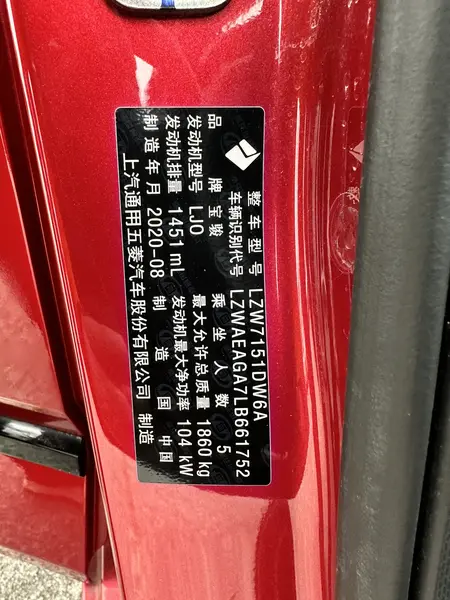 整车型号 LZW7151DW6A
车辆识别代号 LZWAEAGA7LB661752
品牌 宝骏 乘坐人数 5
发动机型号 LJO 最大允许总质量 1860 kg
发动机排量 1451 mL 发动机最大净功率 104 kW
制造年月 2020-08 制造国 中国
上汽通用五菱汽车股份有限公司 制造